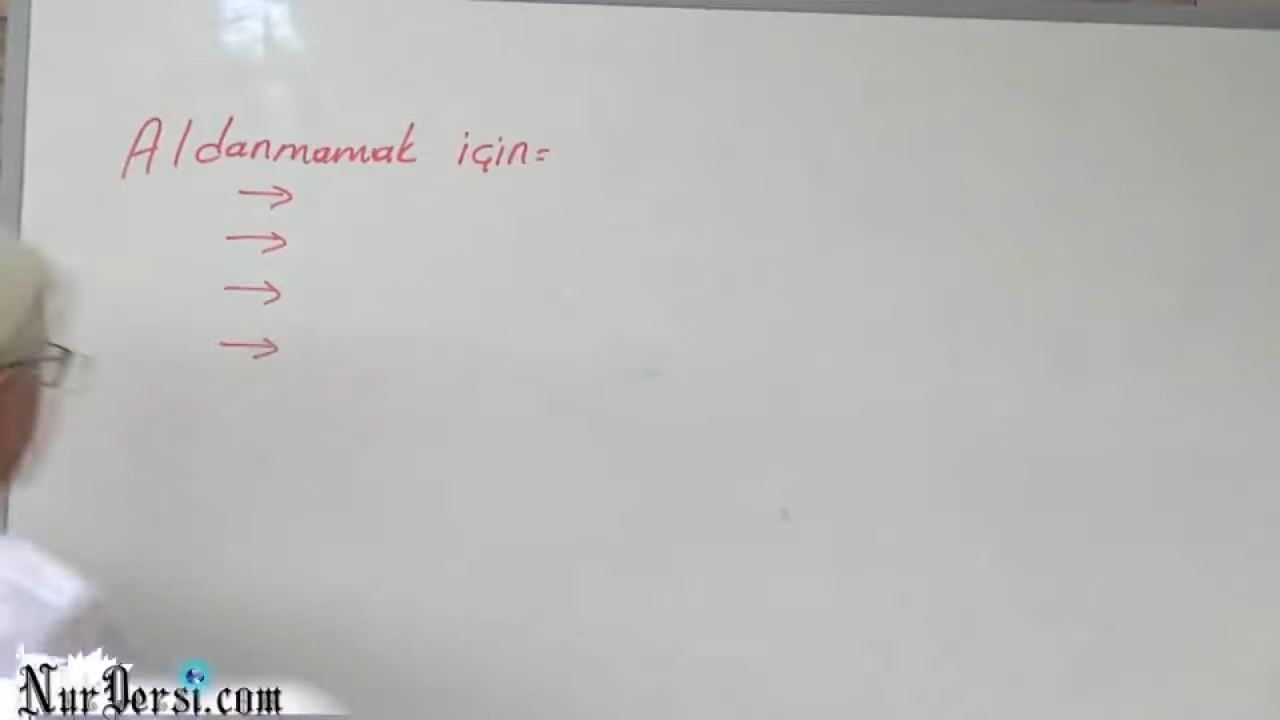 Aldanmamak için=
→
→
→
→
NurDersi.com